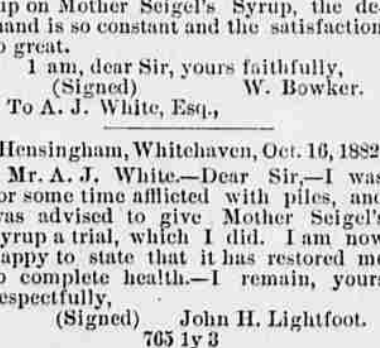 up on Mother Seigel's Syrup, the de-
mand is so constant and the satisfaction
so great.
I am, dear Sir, yours faithfully,
(Signed) W. Bowker.
To A. J. White, Esq.,
Hensingham, Whitehaven, Oct. 16, 1882
Mr. A. J. White.—Dear Sir,—I was
for some time afflicted with piles, and
was advised to give Mother Seigel's
Syrup a trial, which I did. I am now
happy to state that it has restored me
to complete health.—I remain, yours
respectfully,
(Signed) John H. Lightfoot.
765 1y 3